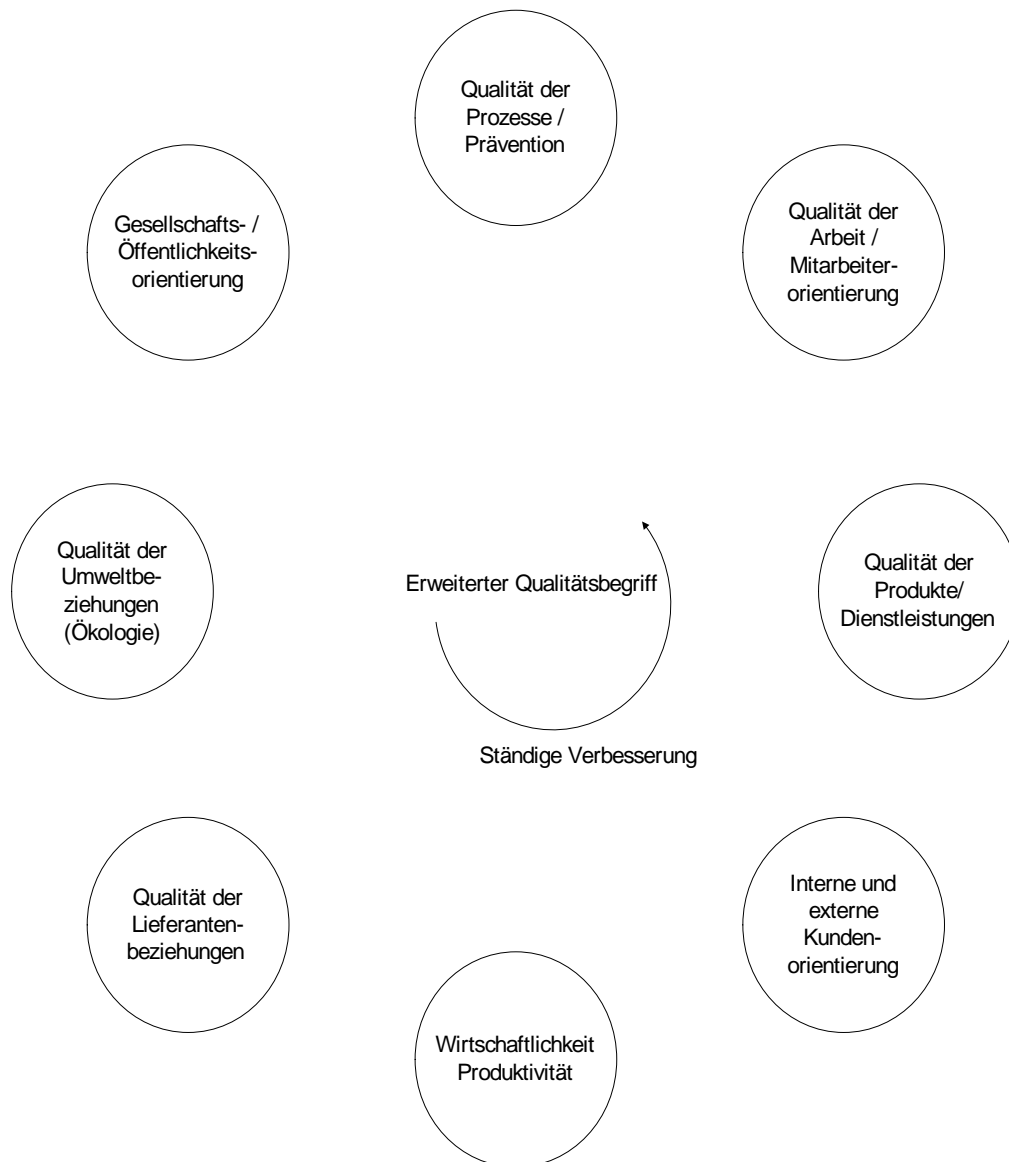 Qualität der
Prozesse /
Prävention
Gesellschafts- /
Öffentlichkeits-
orientierung
Qualität der
Arbeit /
Mitarbeiter-
orientierung
Qualität der
Umweltbe-
ziehungen
(Ökologie)
Erweiterter Qualitätsbegriff
Qualität der
Produkte/
Dienstleistungen
Ständige Verbesserung
Qualität der
Lieferanten-
beziehungen
Interne und
externe
Kunden-
orientierung
Wirtschaftlichkeit
Produktivität